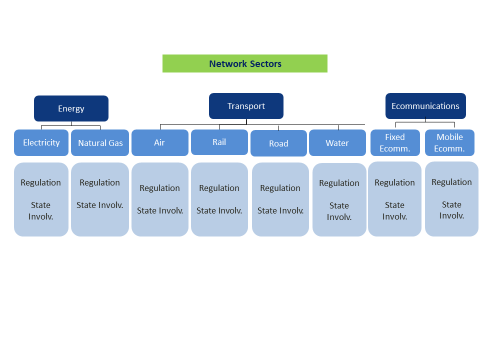 Network Sectors
Energy
Transport
Ecommunications
Electricity
Natural Gas
Air
Rail
Road
Water
Fixed
Ecomm.
Mobile
Ecomm.
Regulation
State
Involv.
Regulation
State Involv.
Regulation
State Involv.
Regulation
State Involv.
Regulation
State Involv.
Regulation
State
Involv.
Regulation
State
Involv.
Regulation
State
Involv.